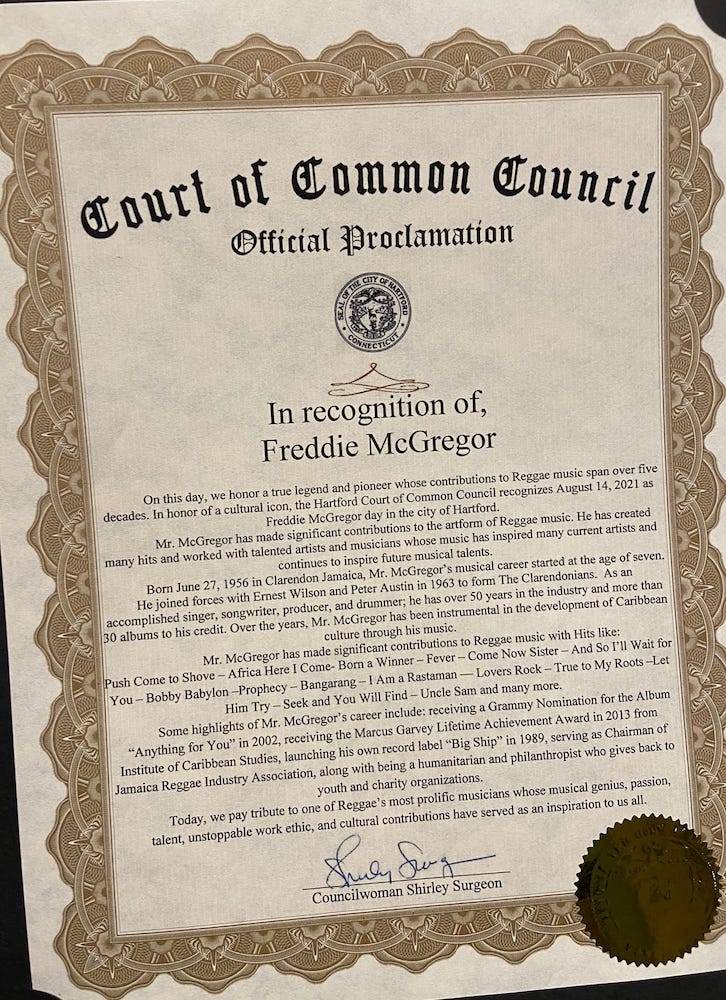 Court of Common Council
Official Proclamation
SEAL OF THE CITY OF HARTFORD
CONNECTICUT
In recognition of,
Freddie McGregor
On this day, we honor a true legend and pioneer whose contributions to Reggae music span over five
decades. In honor of a cultural icon, the Hartford Court of Common Council recognizes August 14, 2021 as
Freddie McGregor day in the city of Hartford.
Mr. McGregor has made significant contributions to the artform of Reggae music. He has created
many hits and worked with talented artists and musicians whose music has inspired many current artists and
continues to inspire future musical talents.
Born June 27, 1956 in Clarendon Jamaica, Mr. McGregor's musical career started at the age of seven.
He joined forces with Ernest Wilson and Peter Austin in 1963 to form The Clarendonians. As an
accomplished singer, songwriter, producer, and drummer; he has over 50 years in the industry and more than
30 albums to his credit. Over the years, Mr. McGregor has been instrumental in the development of Caribbean
culture through his music.
Mr. McGregor has made significant contributions to Reggae music with Hits like:
Push Come to Shove – Africa Here I Come- Born a Winner – Fever – Come Now Sister – And So I'll Wait for
You – Bobby Babylon –Prophecy – Bangarang – I Am a Rastaman –– Lovers Rock – True to My Roots –Let
Him Try – Seek and You Will Find – Uncle Sam and many more.
Some highlights of Mr. McGregor's career include: receiving a Grammy Nomination for the Album
“Anything for You” in 2002, receiving the Marcus Garvey Lifetime Achievement Award in 2013 from
Institute of Caribbean Studies, launching his own record label “Big Ship” in 1989, serving as Chairman of
Jamaica Reggae Industry Association, along with being a humanitarian and philanthropist who gives back to
youth and charity organizations.
Today, we pay tribute to one of Reggae's most prolific musicians whose musical genius, passion,
talent, unstoppable work ethic, and cultural contributions have served as an inspiration to us all.
Councilwoman Shirley Surgeon